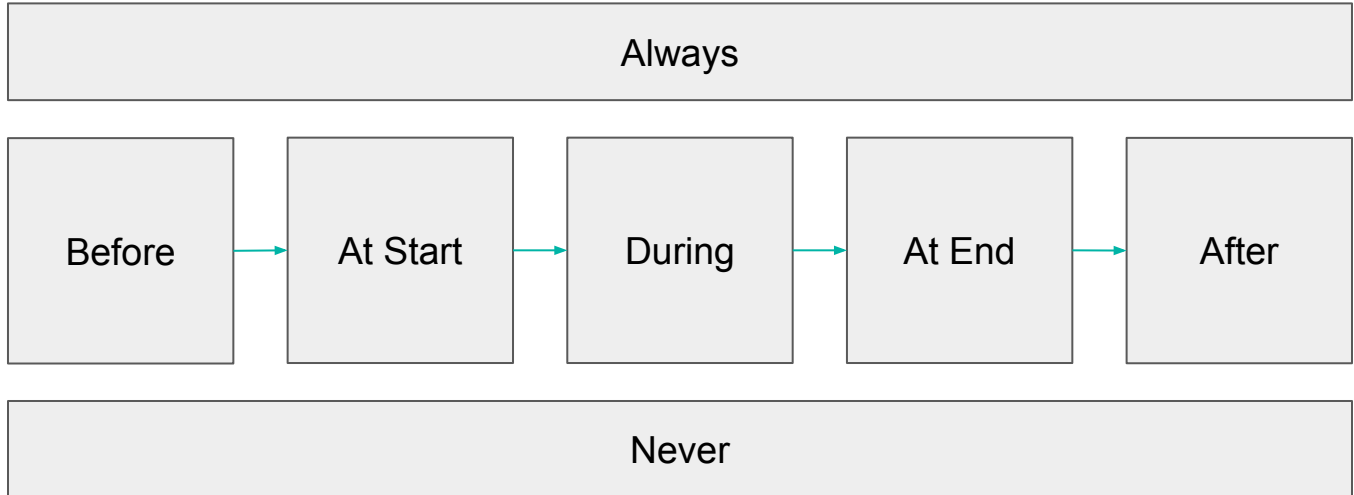 Always
Before
At Start
During
At End
After
Never